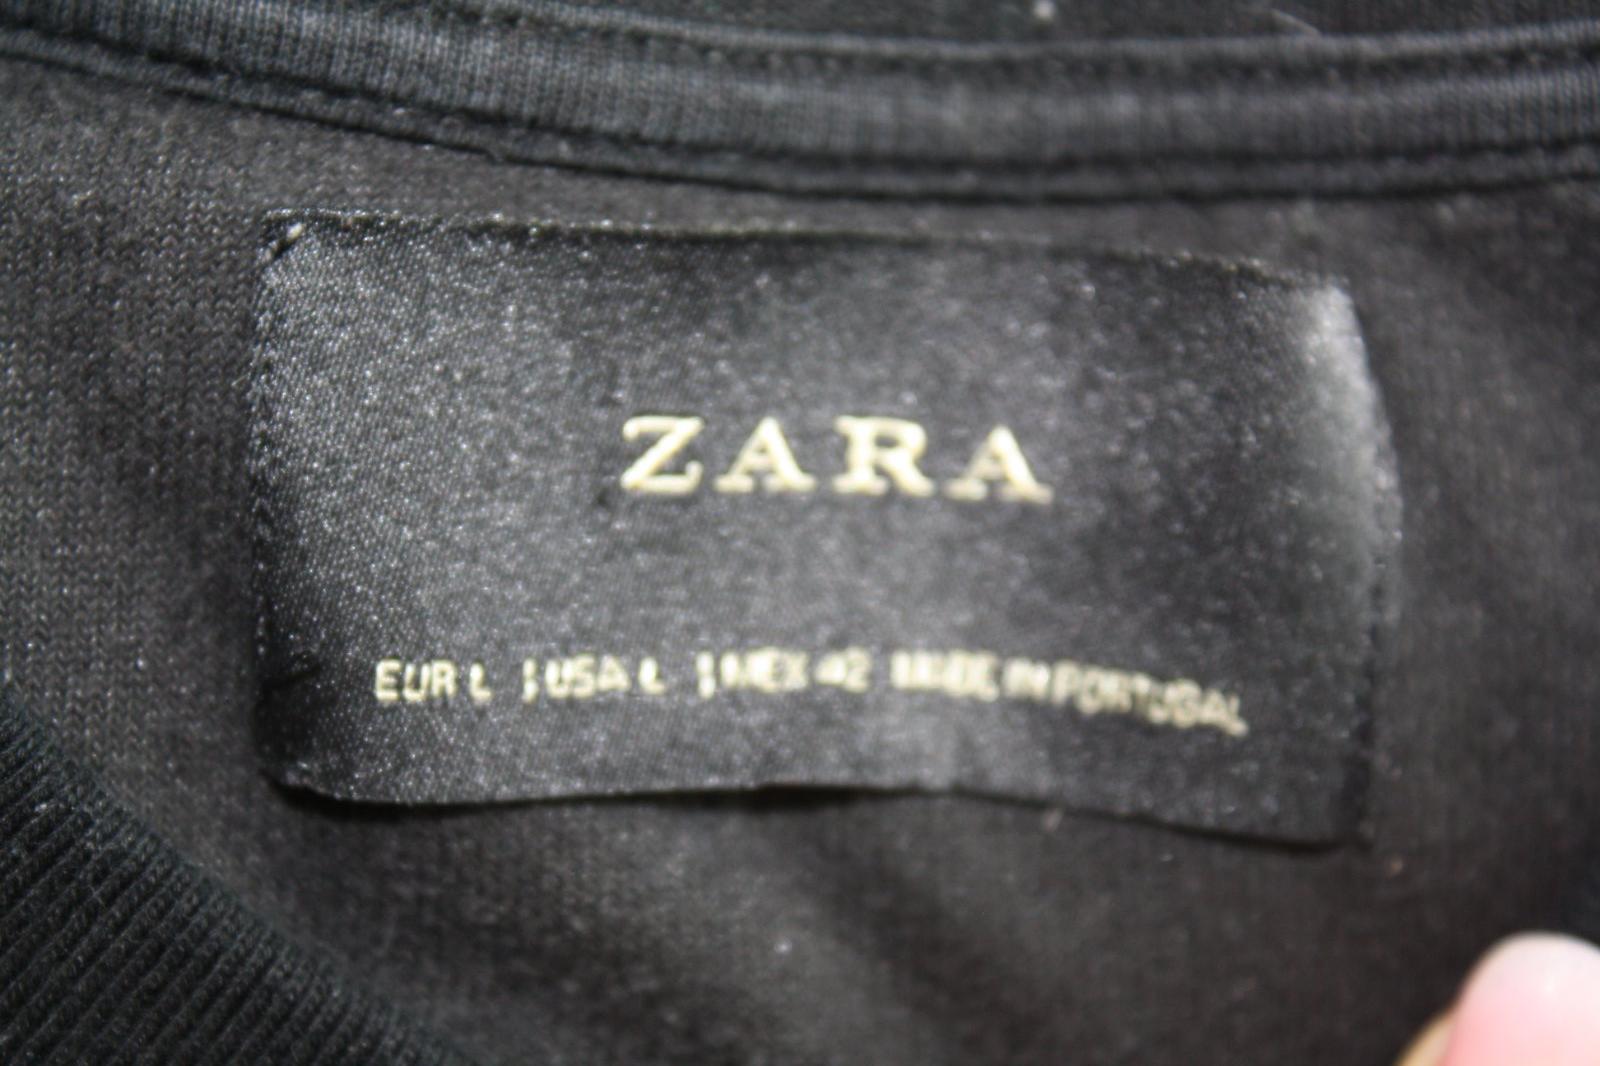 ZARA
EUR L | USA L | MEX 42 MADE IN PORTUGAL